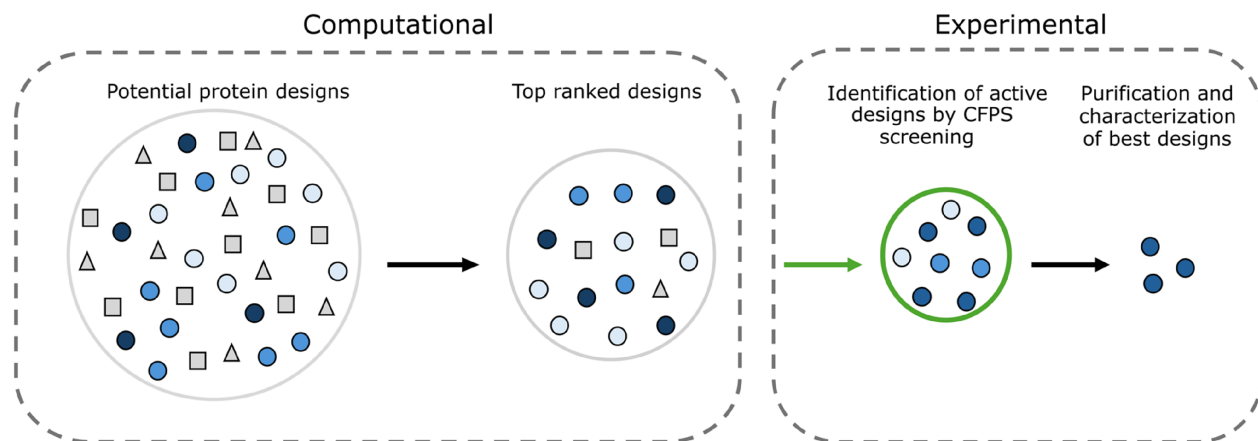 Computational
Experimental
Potential protein designs
Top ranked designs
Identification of active
designs by CFPS
screening
Purification and
characterization
of best designs